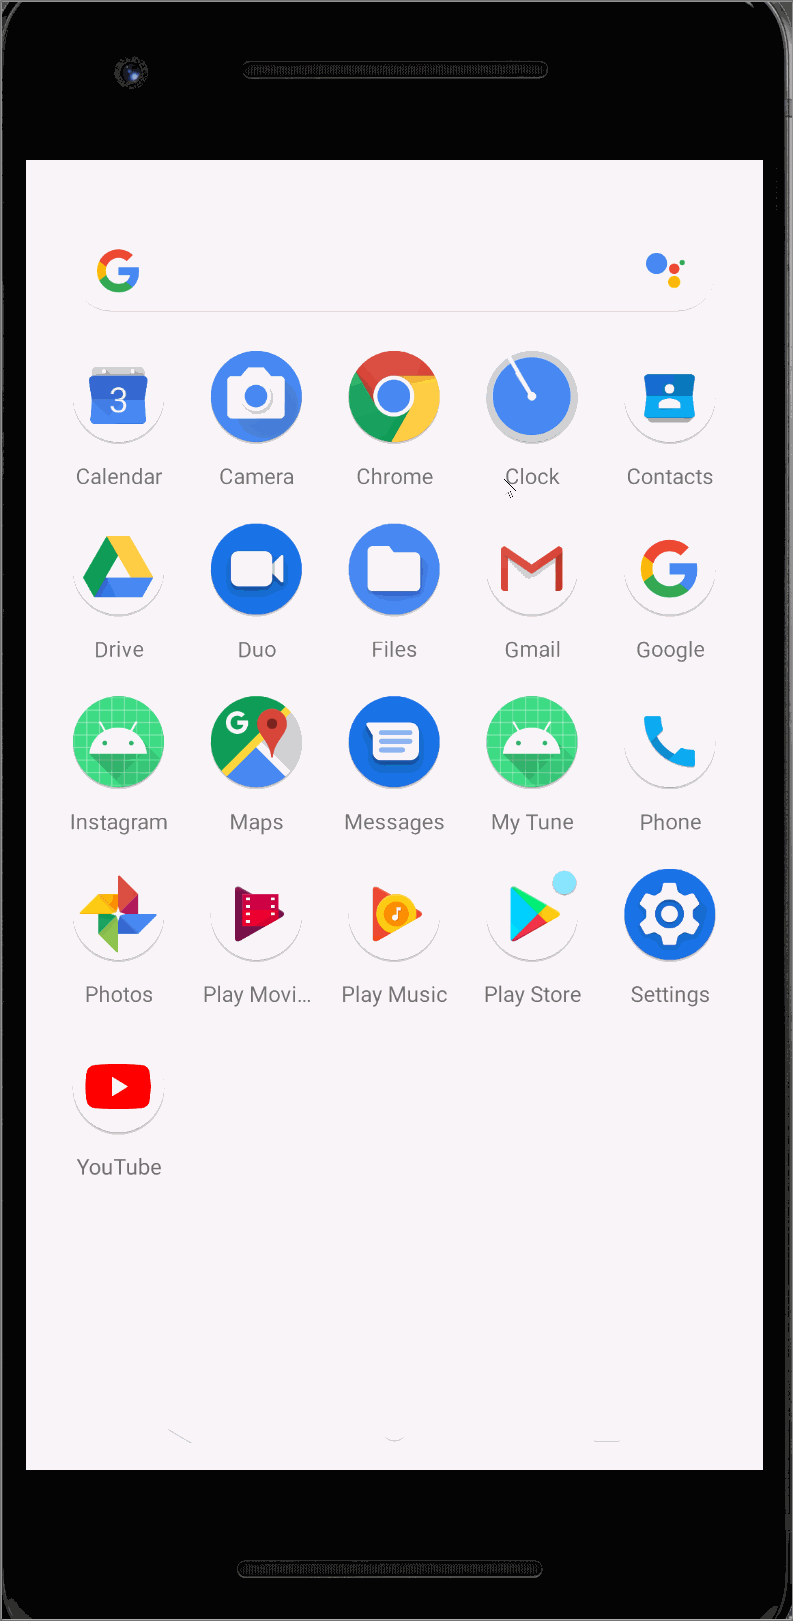 G
3
Calendar Camera Chrome Clock Contacts
G
Drive Duo Files Gmail Google
G
Instagram Maps Messages My Tune Phone
Photos Play Movi... Play Music Play Store Settings
YouTube